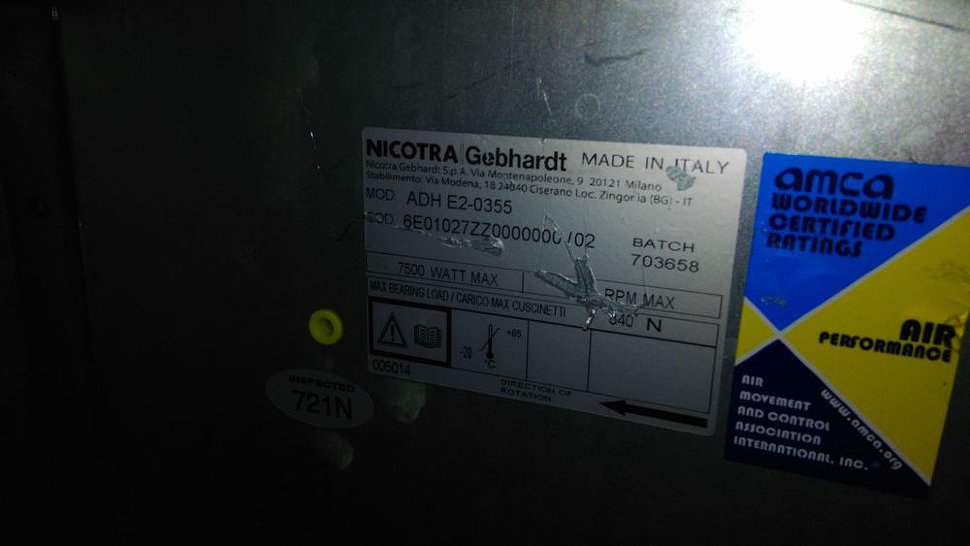 NICOTRA Gebhardt MADE IN ITALY
Nicotra Gebhardt S.p.A. Via Montenapoleone, 9 20121 Milano
Stabilimento: Via Modena, 18 24040 Ciserano Loc. Zingonia (BG) - IT
MOD. ADH E2-0355
COD. 6E01027ZZ0000000 /02
BATCH
703658
7500 WATT MAX
RPM MAX
MAX BEARING LOAD / CARICO MAX CUSCINETTI
N
-20 +85
°C
005014
DIRECTION OF
ROTATION
INSPECTED
721N
amca
WORLDWIDE
CERTIFIED
RATINGS
AIR
PERFORMANCE
AIR
MOVEMENT
AND CONTROL
ASSOCIATION
INTERNATIONAL, INC.®
www.amca.org